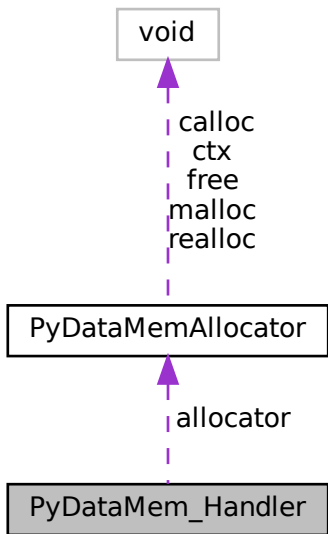 void
calloc
ctx
free
malloc
realloc
PyDataMemAllocator
allocator
PyDataMem_Handler